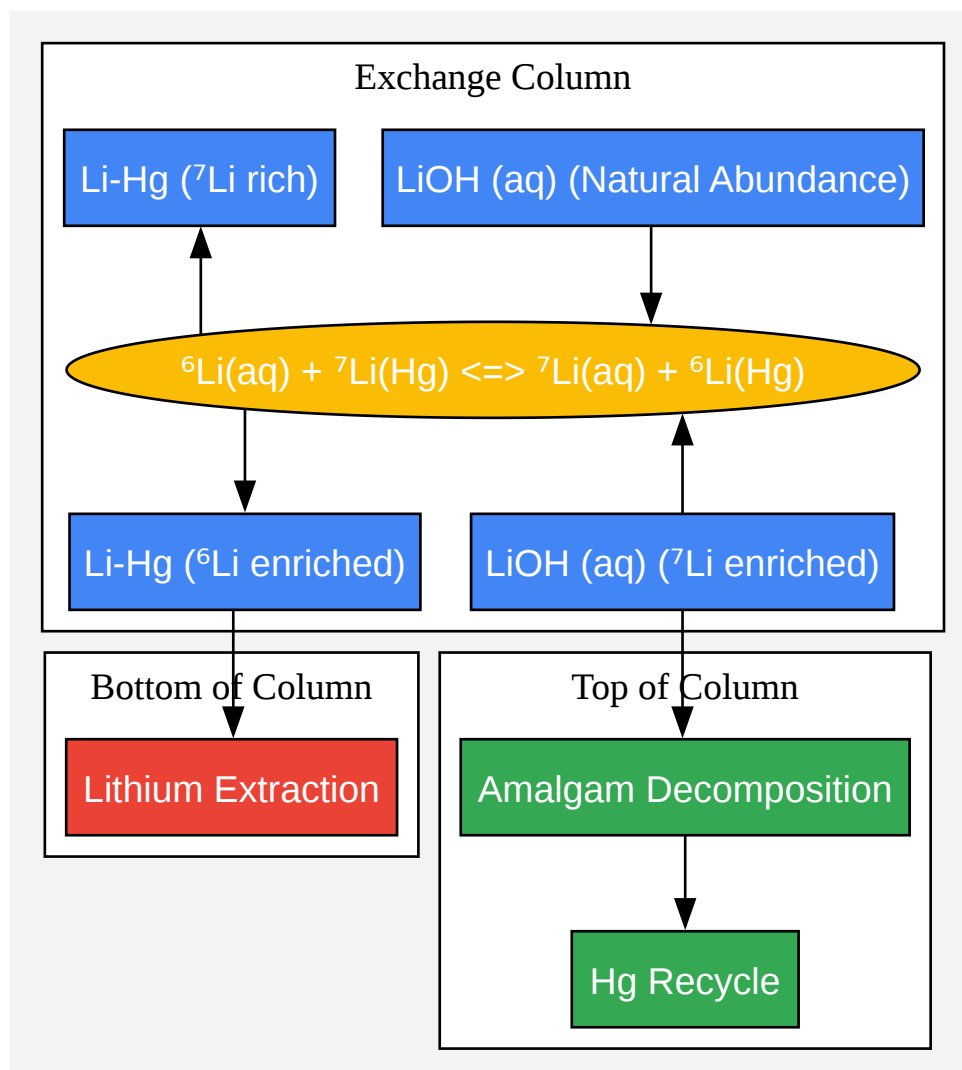 Exchange Column
Li-Hg (⁷Li rich)
LiOH (aq) (Natural Abundance)
⁶Li(aq) + ⁷Li(Hg) <=> ⁷Li(aq) + ⁶Li(Hg)
Li-Hg (⁶Li enriched)
LiOH (aq) (⁷Li enriched)
Bottom of Column
Lithium Extraction
Top of Column
Amalgam Decomposition
Hg Recycle